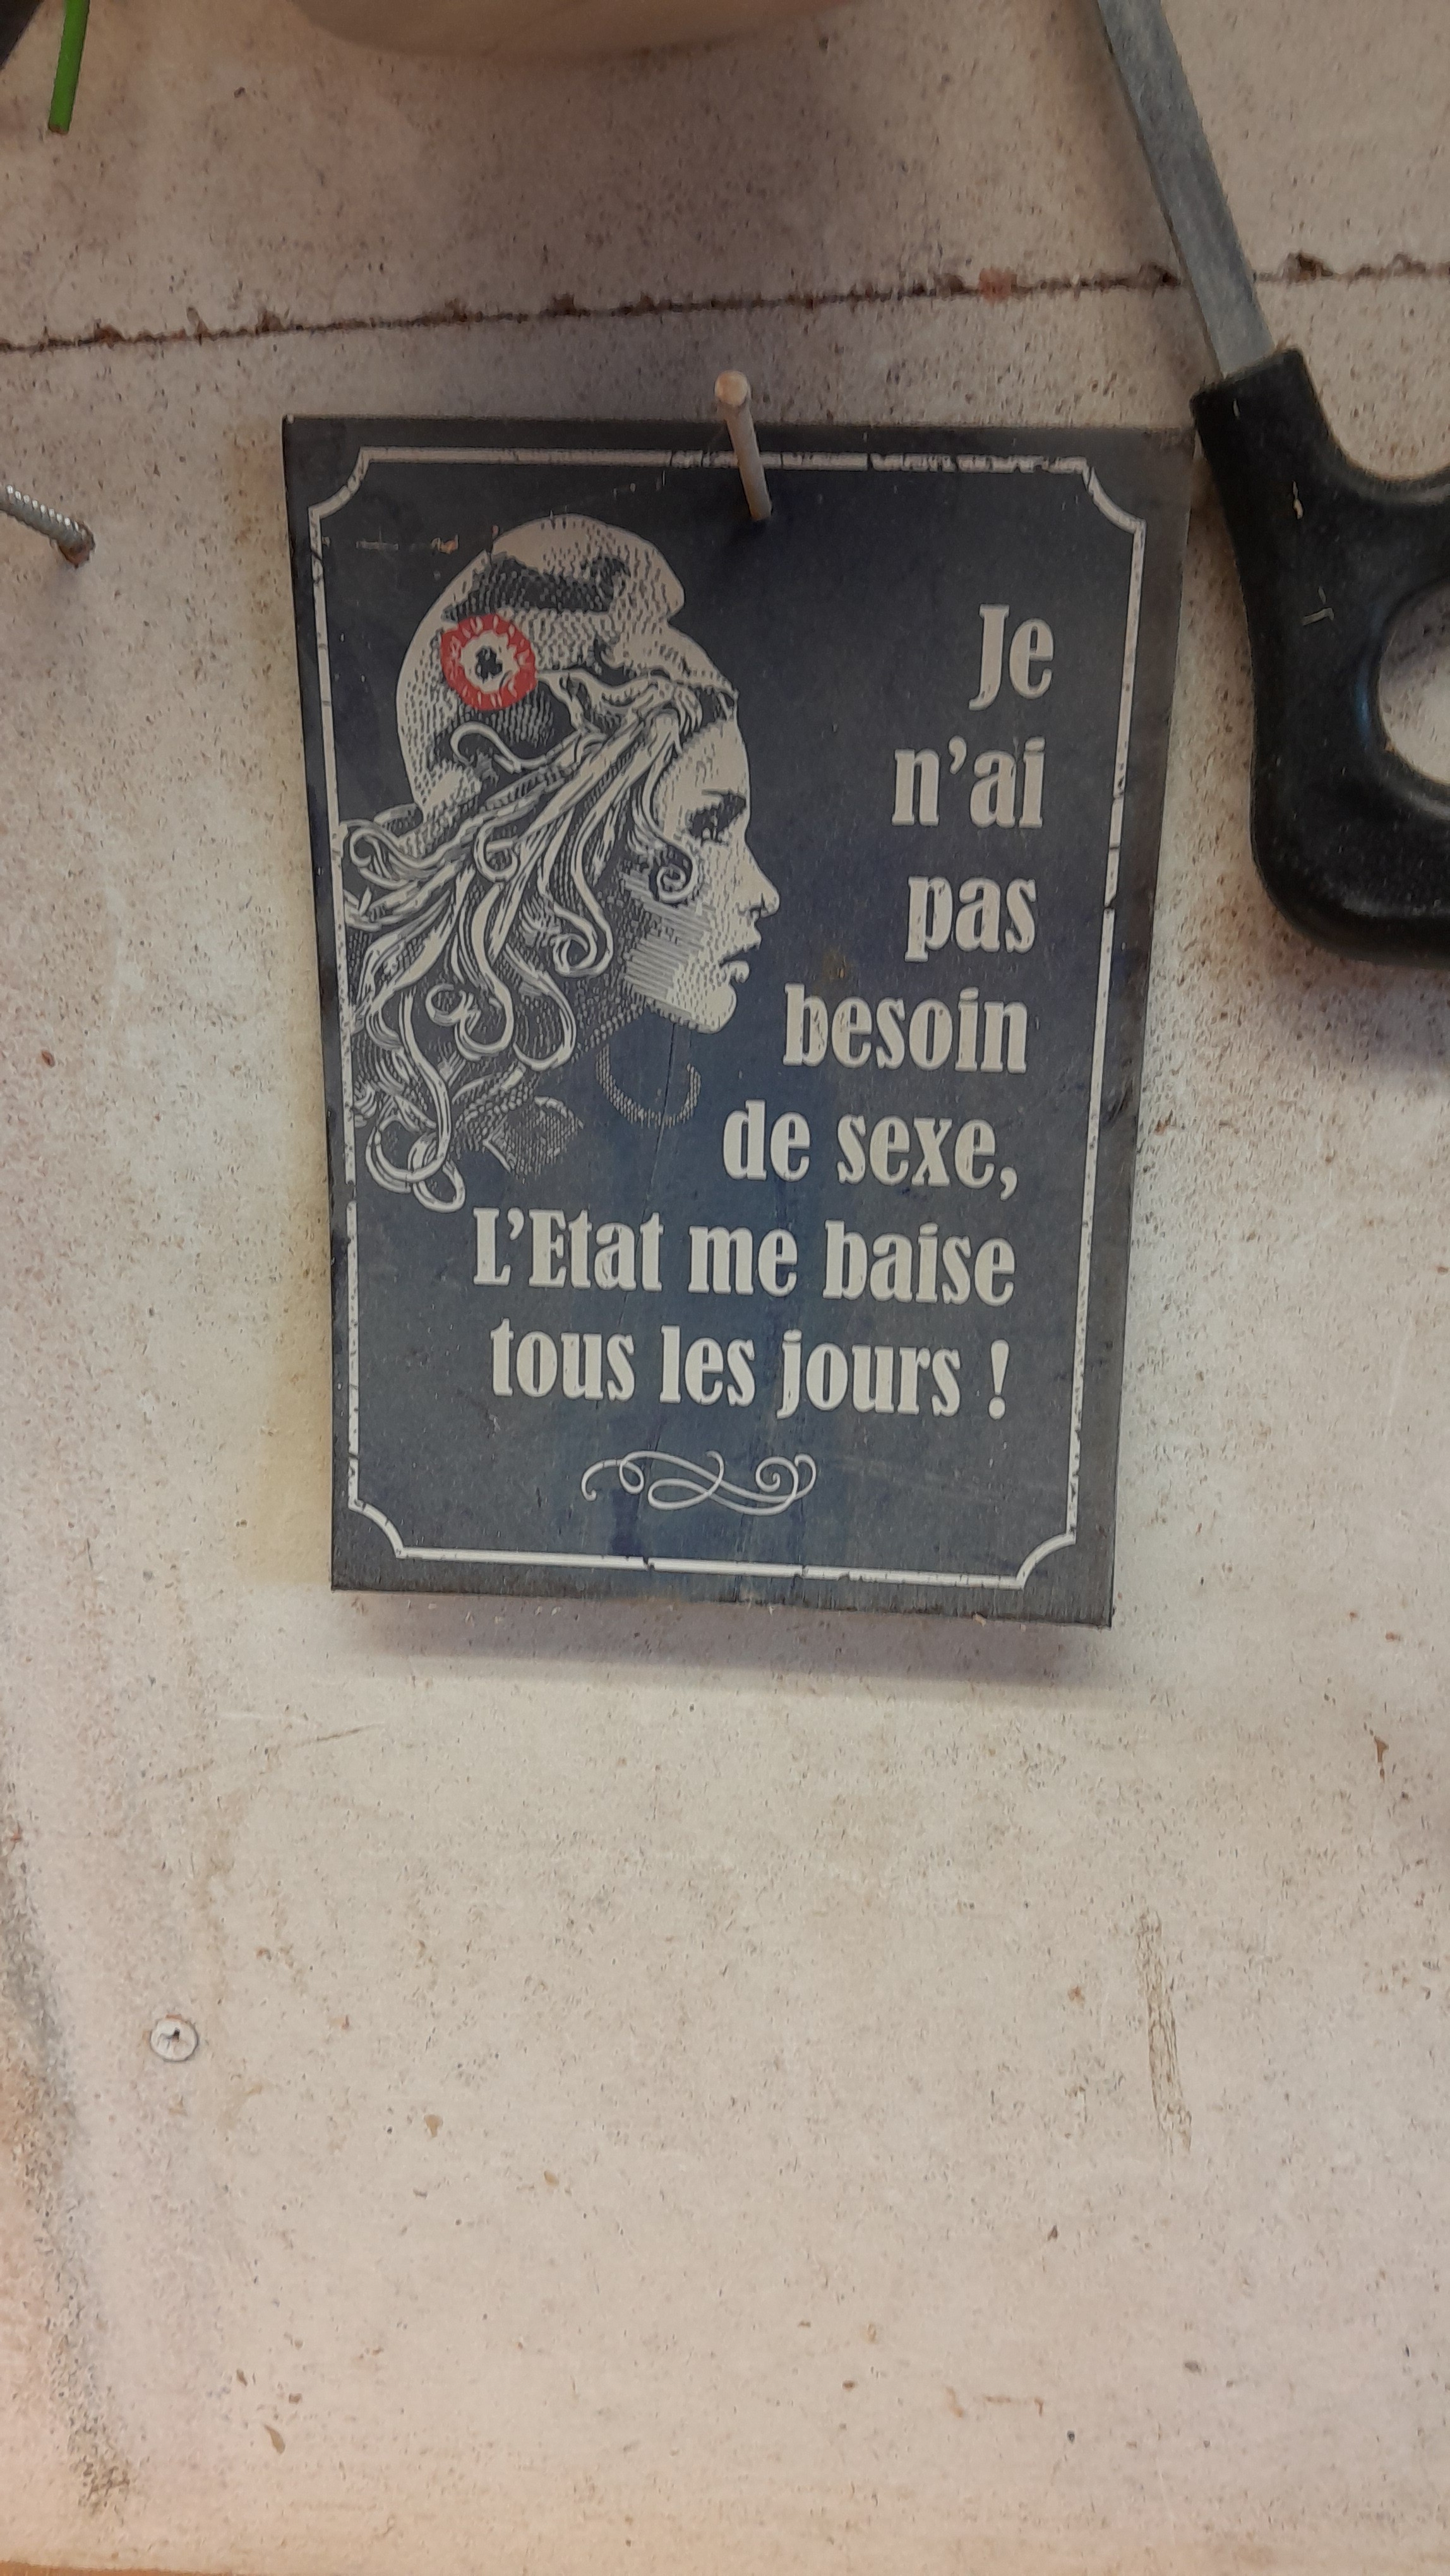 Je
n'ai
pas
besoin
de sexe,
L'Etat me baise
tous les jours !